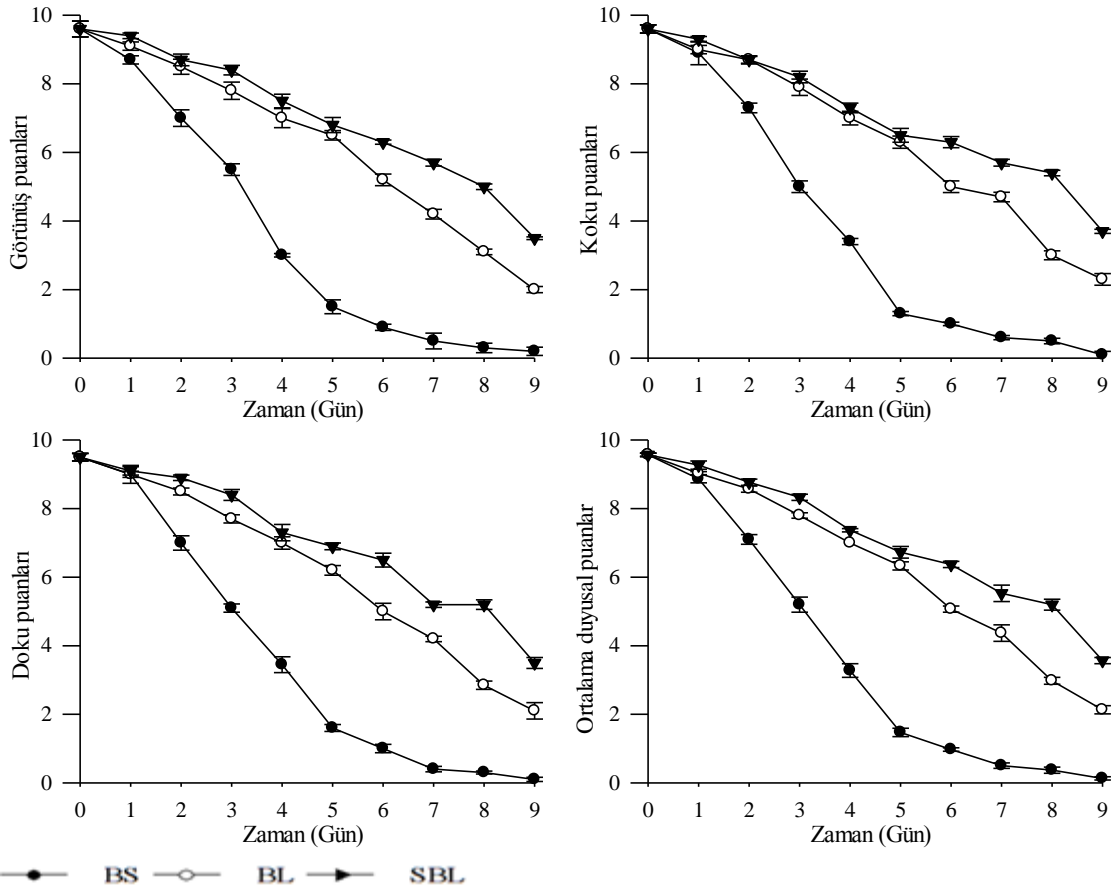 Görünüş puanları
10
8
6
4
2
0
0 1 2 3 4 5 6 7 8 9
Zaman (Gün)
Koku puanları
10
8
6
4
2
0
0 1 2 3 4 5 6 7 8 9
Zaman (Gün)
Doku puanları
10
8
6
4
2
0
0 1 2 3 4 5 6 7 8 9
Zaman (Gün)
Ortalama duyusal puanlar
10
8
6
4
2
0
0 1 2 3 4 5 6 7 8 9
Zaman (Gün)
BS BL SBL